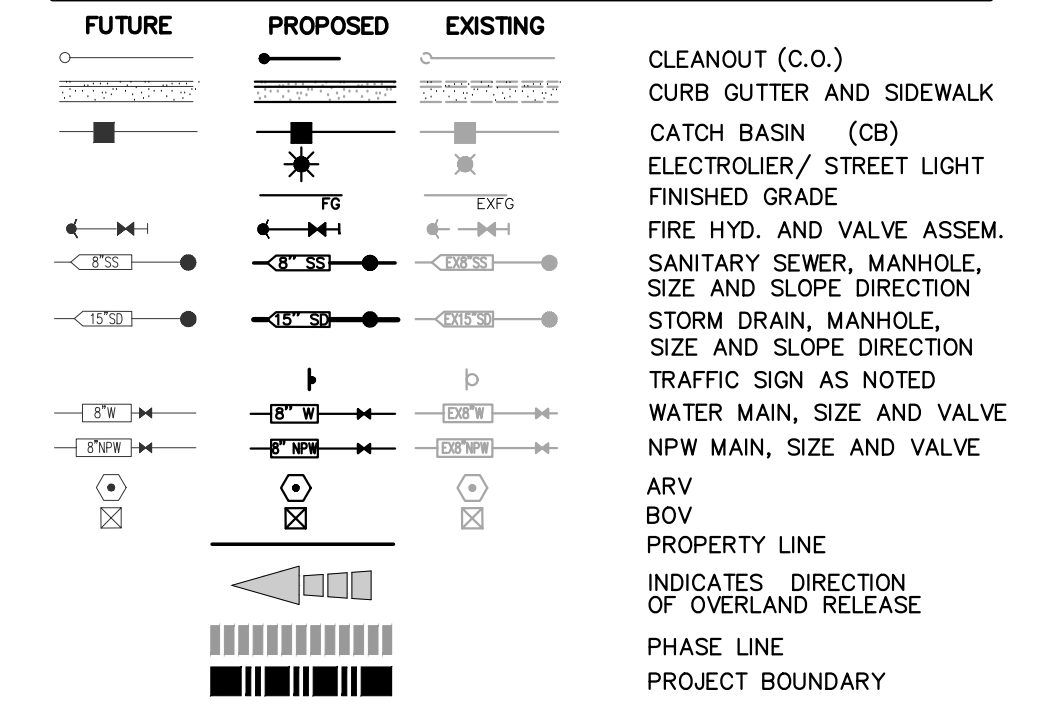 FUTURE PROPOSED EXISTING
CLEANOUT (C.O.)
CURB GUTTER AND SIDEWALK
CATCH BASIN (CB)
ELECTROLIER/ STREET LIGHT
FG EXFG FINISHED GRADE
FIRE HYD. AND VALVE ASSEM.
8"SS 8" SS EX8"SS SANITARY SEWER, MANHOLE,
SIZE AND SLOPE DIRECTION
15"SD 15" SD EX15"SD STORM DRAIN, MANHOLE,
SIZE AND SLOPE DIRECTION
TRAFFIC SIGN AS NOTED
8"W 8" W EX8"W WATER MAIN, SIZE AND VALVE
8"NPW 8" NPW EX8"NPW NPW MAIN, SIZE AND VALVE
ARV
BOV
PROPERTY LINE
INDICATES DIRECTION
OF OVERLAND RELEASE
PHASE LINE
PROJECT BOUNDARY